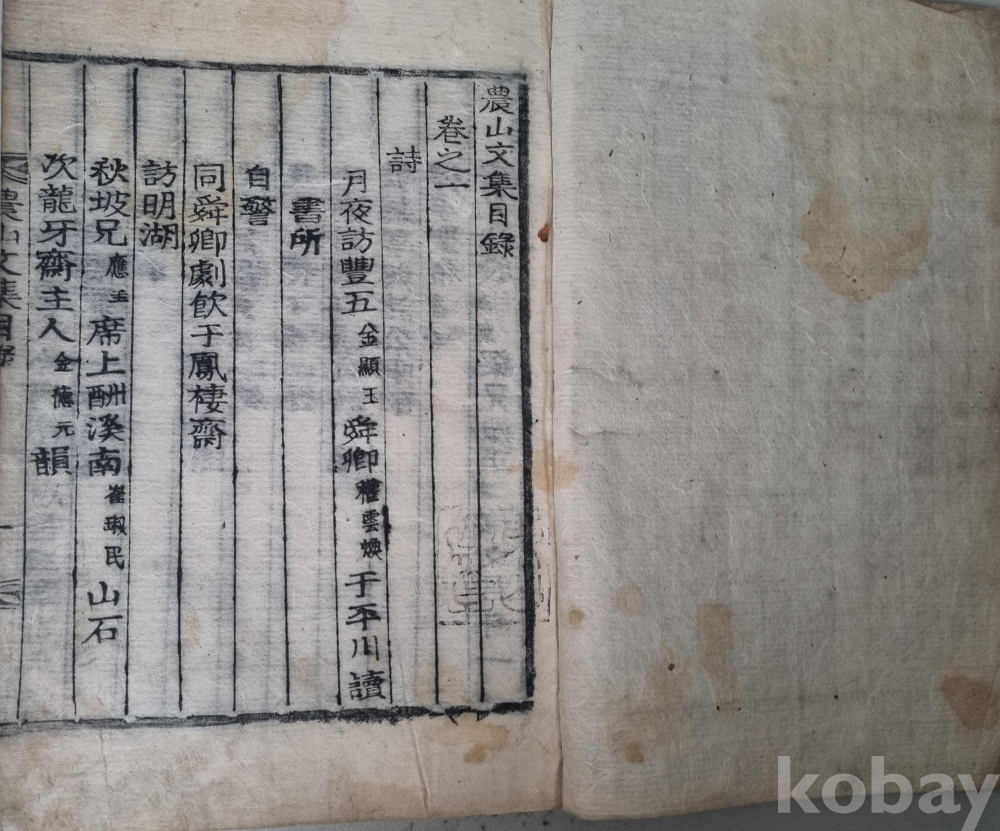 農山文集目錄
卷之一
詩
月夜訪豐五金顯玉舜卿權雲煥于平川讀
書所
自警
同舜卿劇飮于鳳棲齋
訪明湖
秋坡兄應玉席上酬溪南崔琡民山石
次龍牙齋主人金德元韻
農山文集目錄
kobay